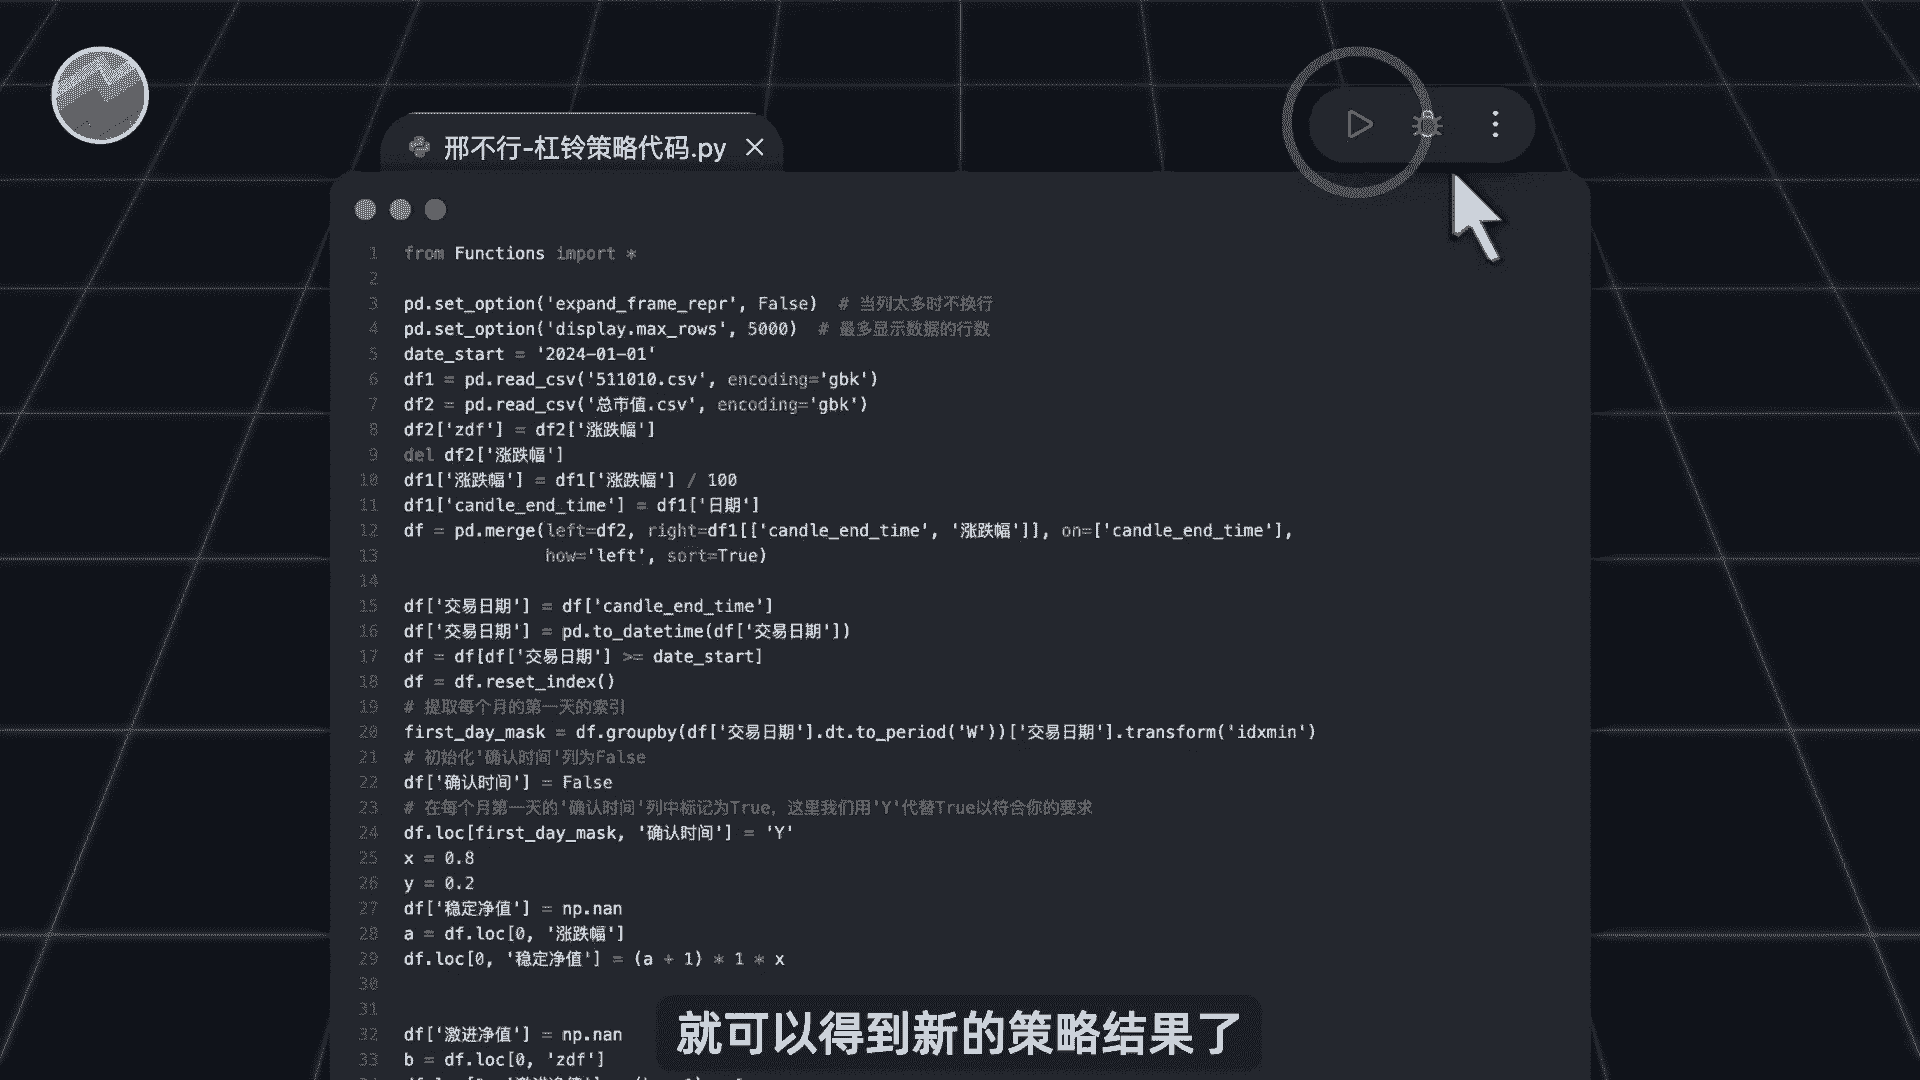 邢不行-杠铃策略代码.py
1 from Functions import *
2
3 pd.set_option('expand_frame_repr', False)  # 当列太多时不换行
4 pd.set_option('display.max_rows', 5000)  # 最多显示数据的行数
5 date_start = '2024-01-01'
6 df1 = pd.read_csv('511010.csv', encoding='gbk')
7 df2 = pd.read_csv('总市值.csv', encoding='gbk')
8 df2['zdf'] = df2['涨跌幅']
9 del df2['涨跌幅']
10 df1['涨跌幅'] = df1['涨跌幅'] / 100
11 df1['candle_end_time'] = df1['日期']
12 df = pd.merge(left=df2, right=df1[['candle_end_time', '涨跌幅']], on=['candle_end_time'],
13 how='left', sort=True)
14
15 df['交易日期'] = df['candle_end_time']
16 df['交易日期'] = pd.to_datetime(df['交易日期'])
17 df = df[df['交易日期'] >= date_start]
18 df = df.reset_index()
19 # 提取每个月的第一天的索引
20 first_day_mask = df.groupby(df['交易日期'].dt.to_period('W'))['交易日期'].transform('idxmin')
21 # 初始化'确认时间'列为False
22 df['确认时间'] = False
23 # 在每个月第一天的'确认时间'列中标记为True，这里我们用'Y'代替True以符合你的要求
24 df.loc[first_day_mask, '确认时间'] = 'Y'
25 x = 0.8
26 y = 0.2
27 df['稳定净值'] = np.nan
28 a = df.loc[0, '涨跌幅']
29 df.loc[0, '稳定净值'] = (a + 1) * 1 * x
30
31
32 df['激进净值'] = np.nan
33 b = df.loc[0, 'zdf']
就可以得到新的策略结果了